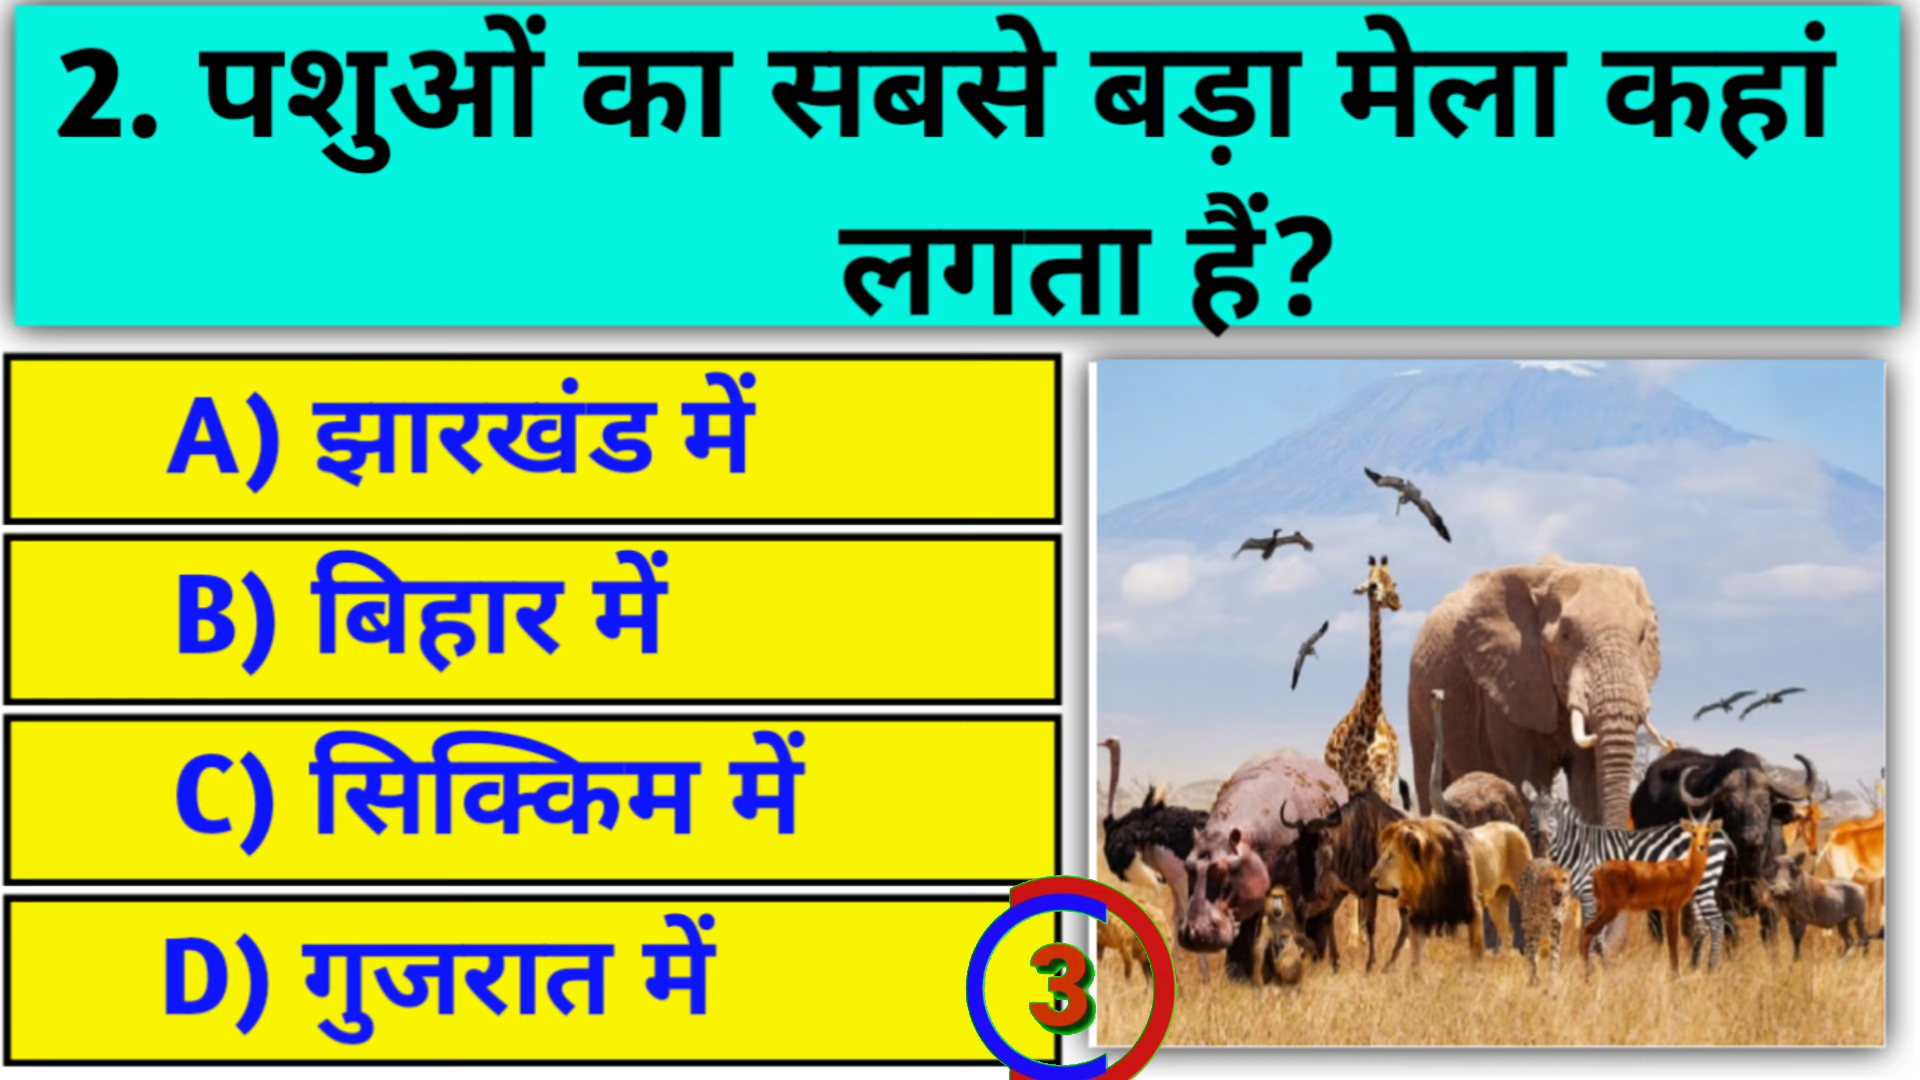 2. पशुओं का सबसे बड़ा मेला कहां
लगता हैं?
A) झारखंड में
B) बिहार में
C) सिक्किम में
D) गुजरात में
3